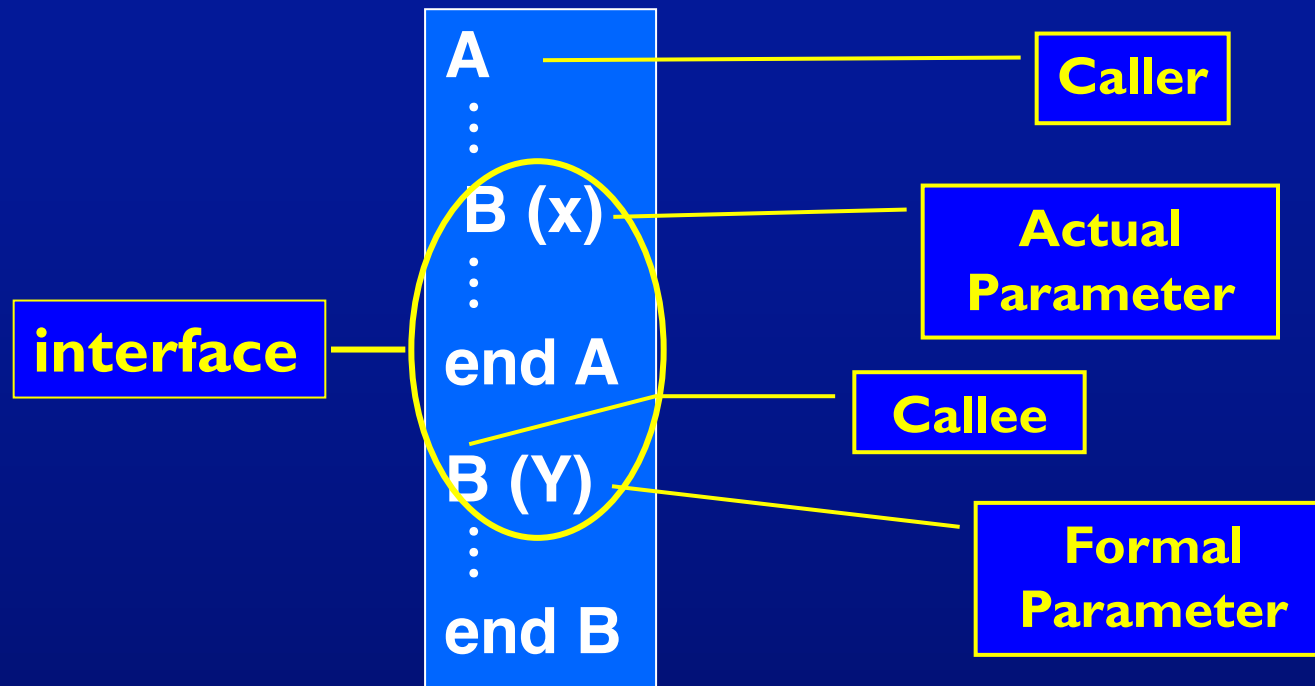 A
Caller
B (x)
Actual
Parameter
interface
end A
Callee
B (Y)
Formal
Parameter
end B